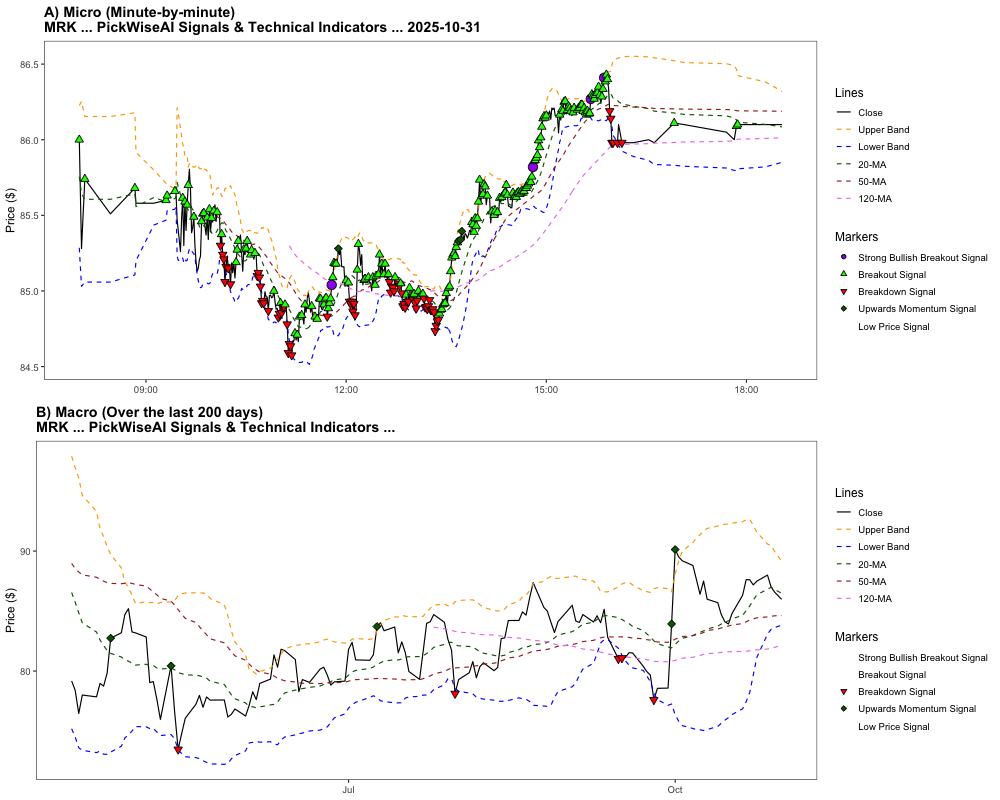 A) Micro (Minute-by-minute)
MRK ... PickWiseAI Signals & Technical Indicators ... 2025-10-31
Price ($)
86.5
86.0
85.5
85.0
84.5
09:00
12:00
15:00
18:00
Lines
Close
Upper Band
Lower Band
20-MA
50-MA
120-MA
Markers
Strong Bullish Breakout Signal
Breakout Signal
Breakdown Signal
Upwards Momentum Signal
Low Price Signal
B) Macro (Over the last 200 days)
MRK ... PickWiseAI Signals & Technical Indicators ...
Price ($)
90
80
Jul
Oct
Lines
Close
Upper Band
Lower Band
20-MA
50-MA
120-MA
Markers
Strong Bullish Breakout Signal
Breakout Signal
Breakdown Signal
Upwards Momentum Signal
Low Price Signal